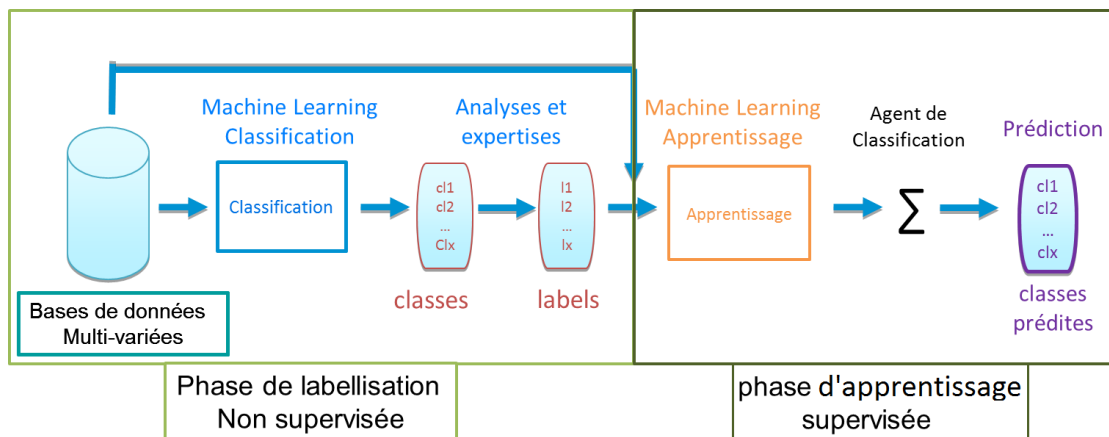 Machine Learning
Classification
Analyses et
expertises
Machine Learning
Apprentissage
Agent de
Classification
Prédiction
Classification
cl1
cl2
...
Clx
l1
l2
...
lx
Apprentissage
Σ
cl1
cl2
...
clx
classes
labels
classes
prédites
Bases de données
Multi-variées
Phase de labellisation
Non supervisée
phase d'apprentissage
supervisée